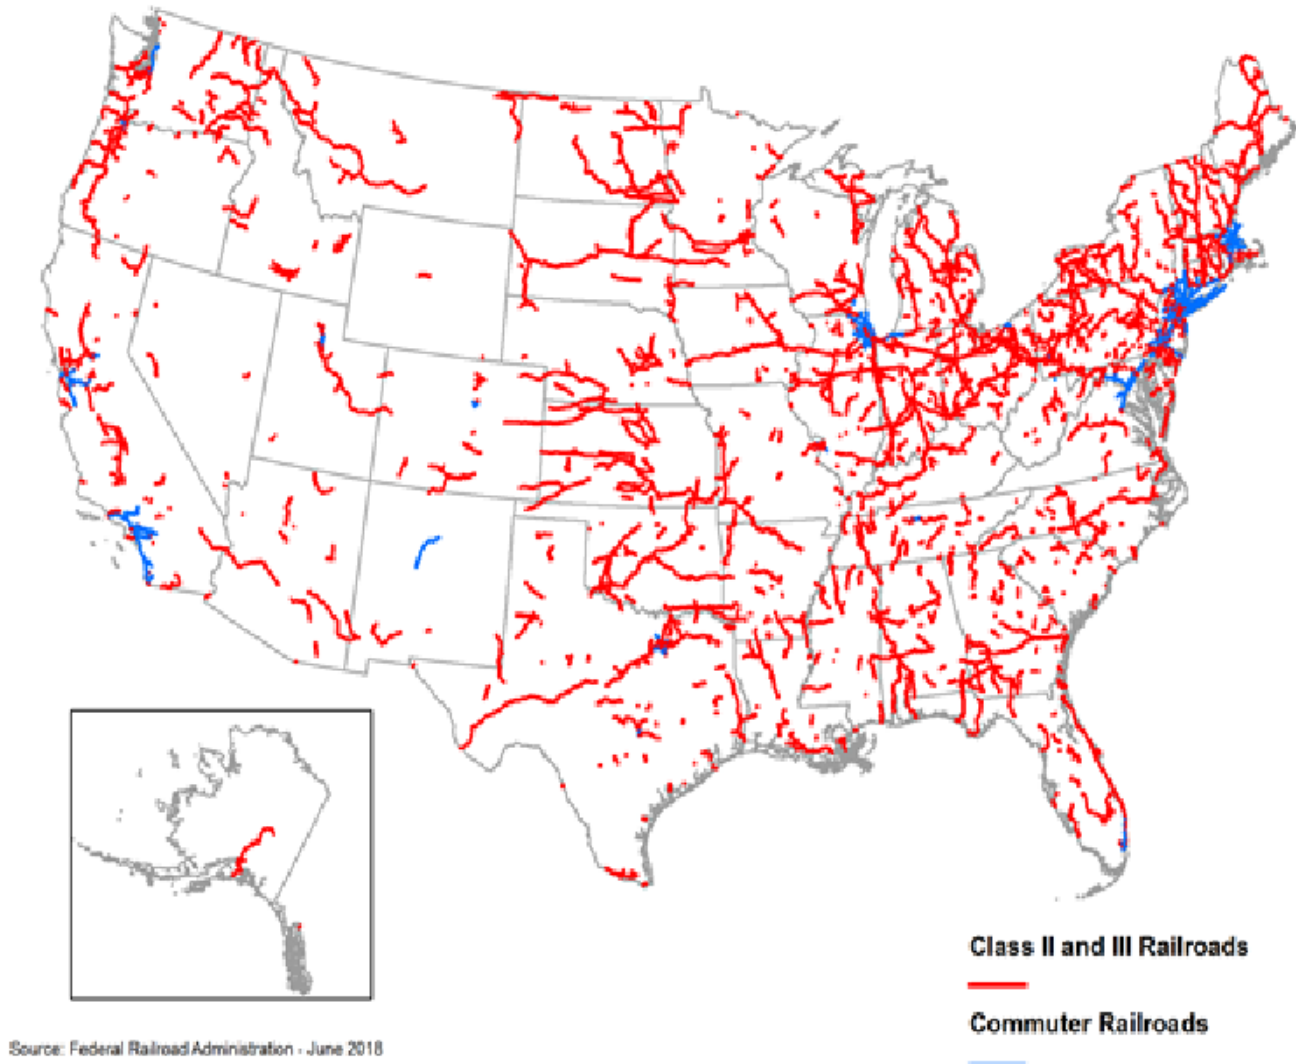 Class II and III Railroads
Commuter Railroads
Source: Federal Railroad Administration - June 2018